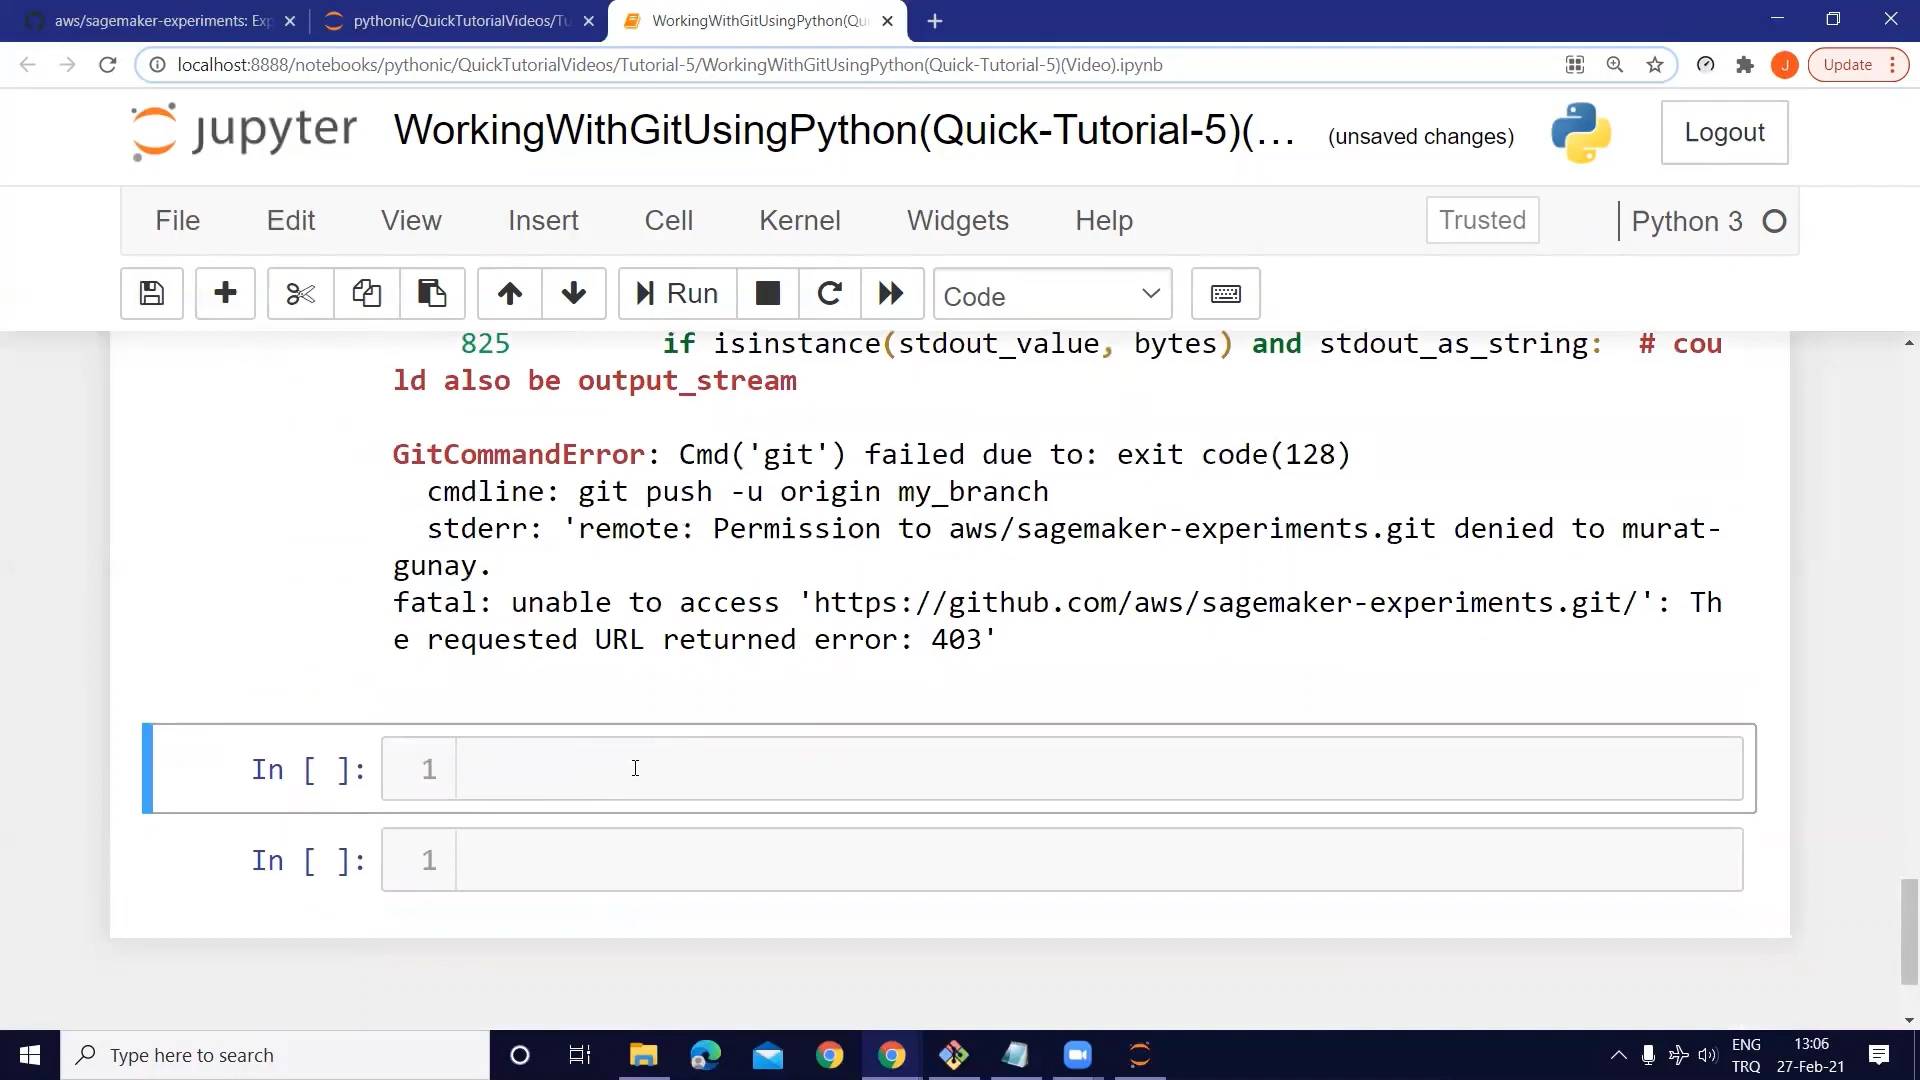 aws/sagemaker-experiments: Exp
pythonic/QuickTutorialVideos/Tu
WorkingWithGitUsingPython(Qu
localhost:8888/notebooks/pythonic/QuickTutorialVideos/Tutorial-5/WorkingWithGitUsingPython(Quick-Tutorial-5)(Video).ipynb
J
Update
jupyter
WorkingWithGitUsingPython(Quick-Tutorial-5)(...
(unsaved changes)
Logout
File Edit View Insert Cell Kernel Widgets Help
Trusted
Python 3
Run
Code
825 if isinstance(stdout_value, bytes) and stdout_as_string: # cou
ld also be output_stream
GitCommandError: Cmd('git') failed due to: exit code(128)
cmdline: git push -u origin my_branch
stderr: 'remote: Permission to aws/sagemaker-experiments.git denied to murat-
gunay.
fatal: unable to access 'https://github.com/aws/sagemaker-experiments.git/': Th
e requested URL returned error: 403'
In [ ]: 1
In [ ]: 1
Type here to search
ENG
TRQ
13:06
27-Feb-21